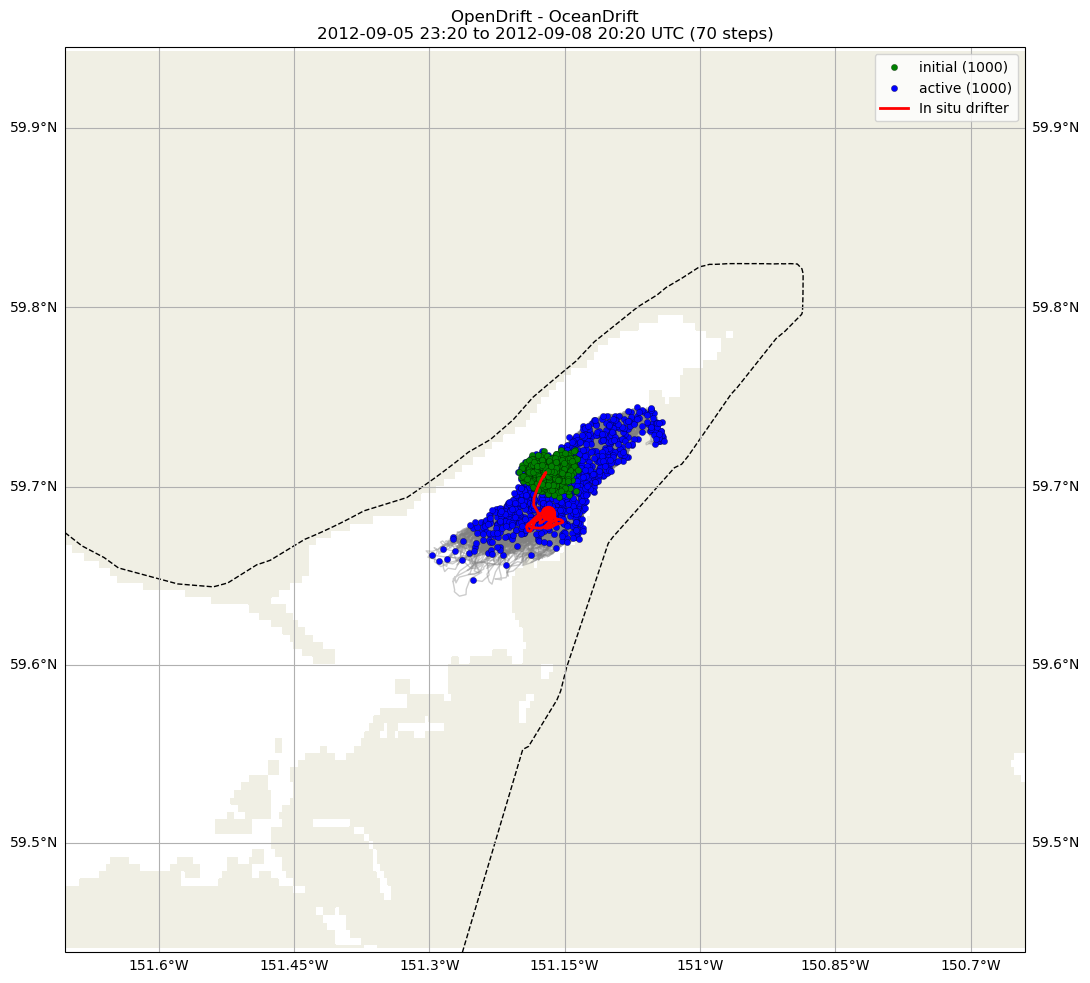 OpenDrift - OceanDrift
2012-09-05 23:20 to 2012-09-08 20:20 UTC (70 steps)
initial (1000)
active (1000)
In situ drifter
59.9°N 59.9°N
59.8°N 59.8°N
59.7°N 59.7°N
59.6°N 59.6°N
59.5°N 59.5°N
151.6°W 151.45°W 151.3°W 151.15°W 151°W 150.85°W 150.7°W